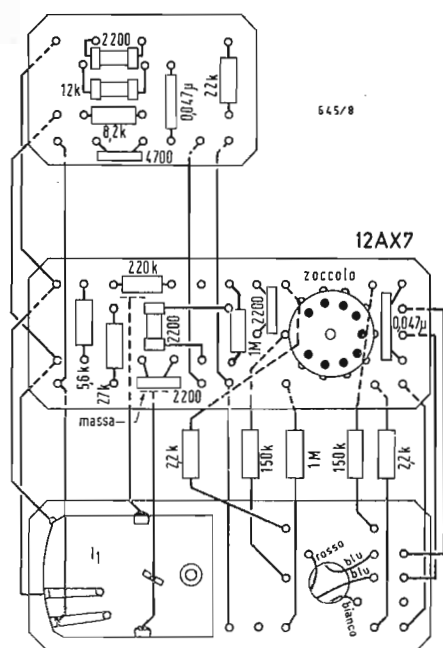 2200
12k
8,2k
4700
0,047µ
22k
645/8
12AX7
zoccolo
220k
5,6k
27k
2200
2200
1M
2200
0,047µ
massa
2,2k
150k
1M
150k
2,2k
rosso
blu
blu
bianco